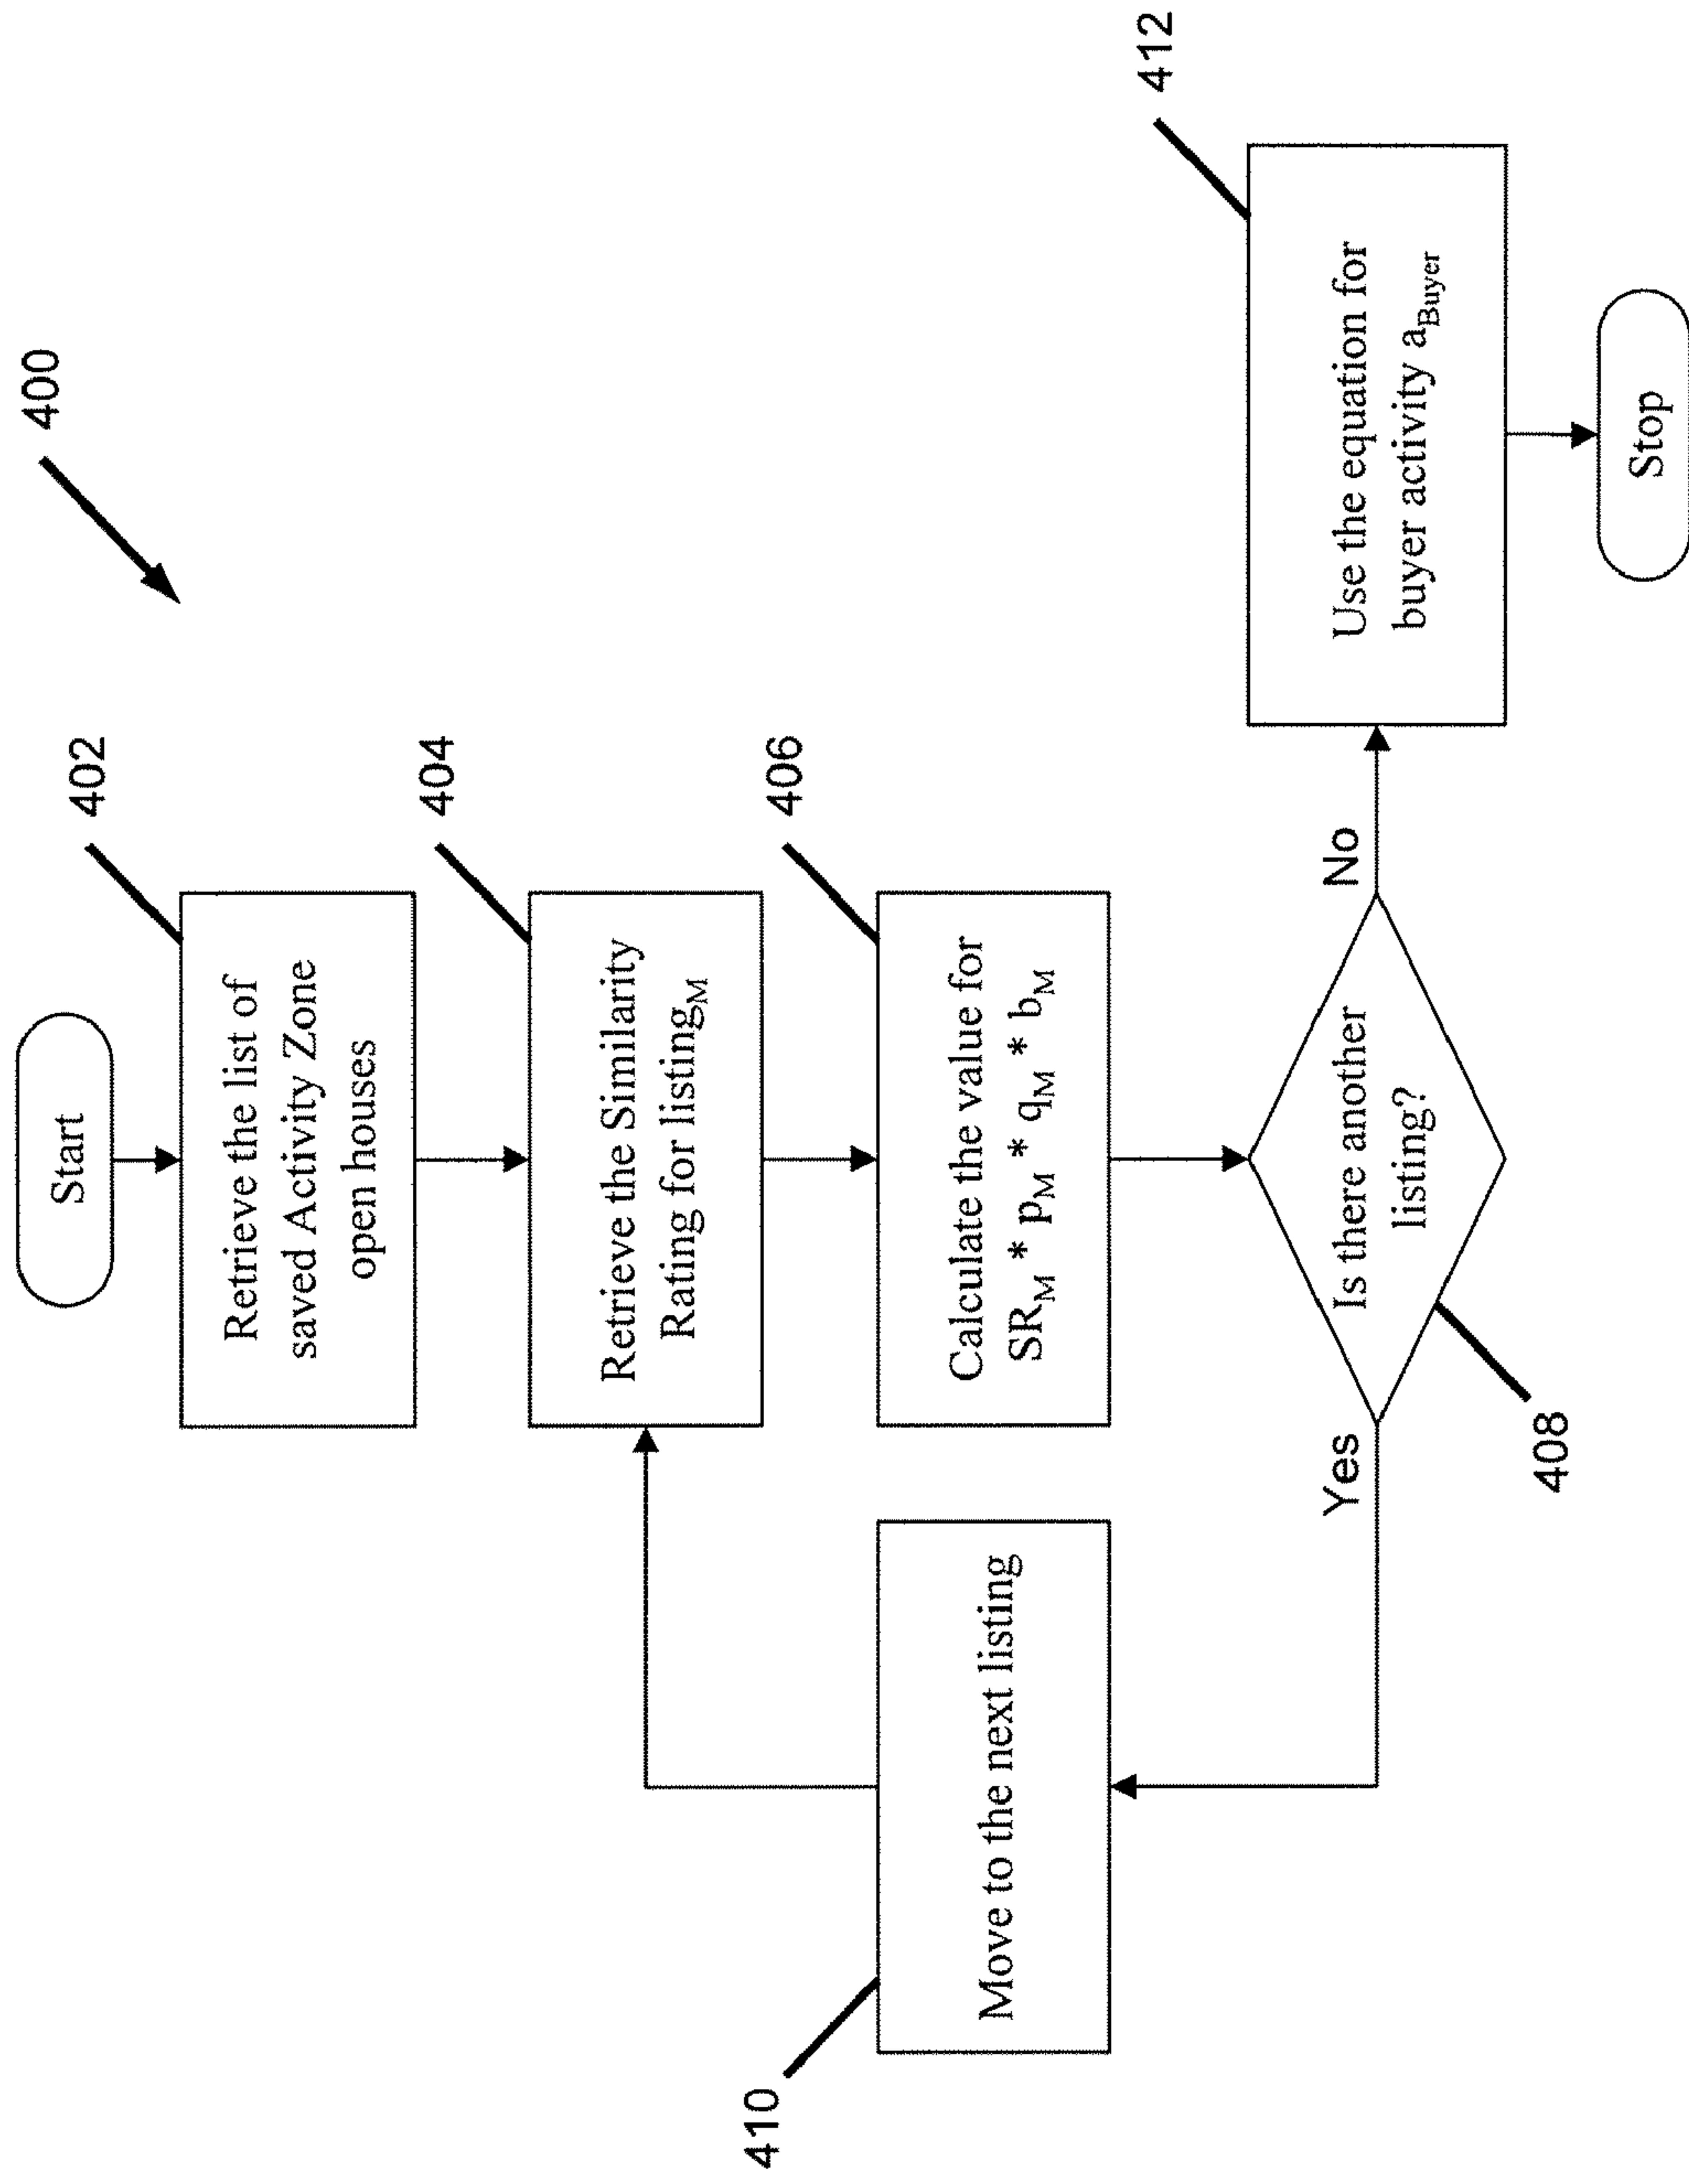 400
Start
402
Retrieve the list of
saved Activity Zone
open houses
404
Retrieve the Similarity
Rating for listing_M
406
Calculate the value for
SR_M * p_M * q_M * b_M
410
Move to the next listing
Yes
Is there another
listing?
No
408
412
Use the equation for
buyer activity a_Buyer
Stop